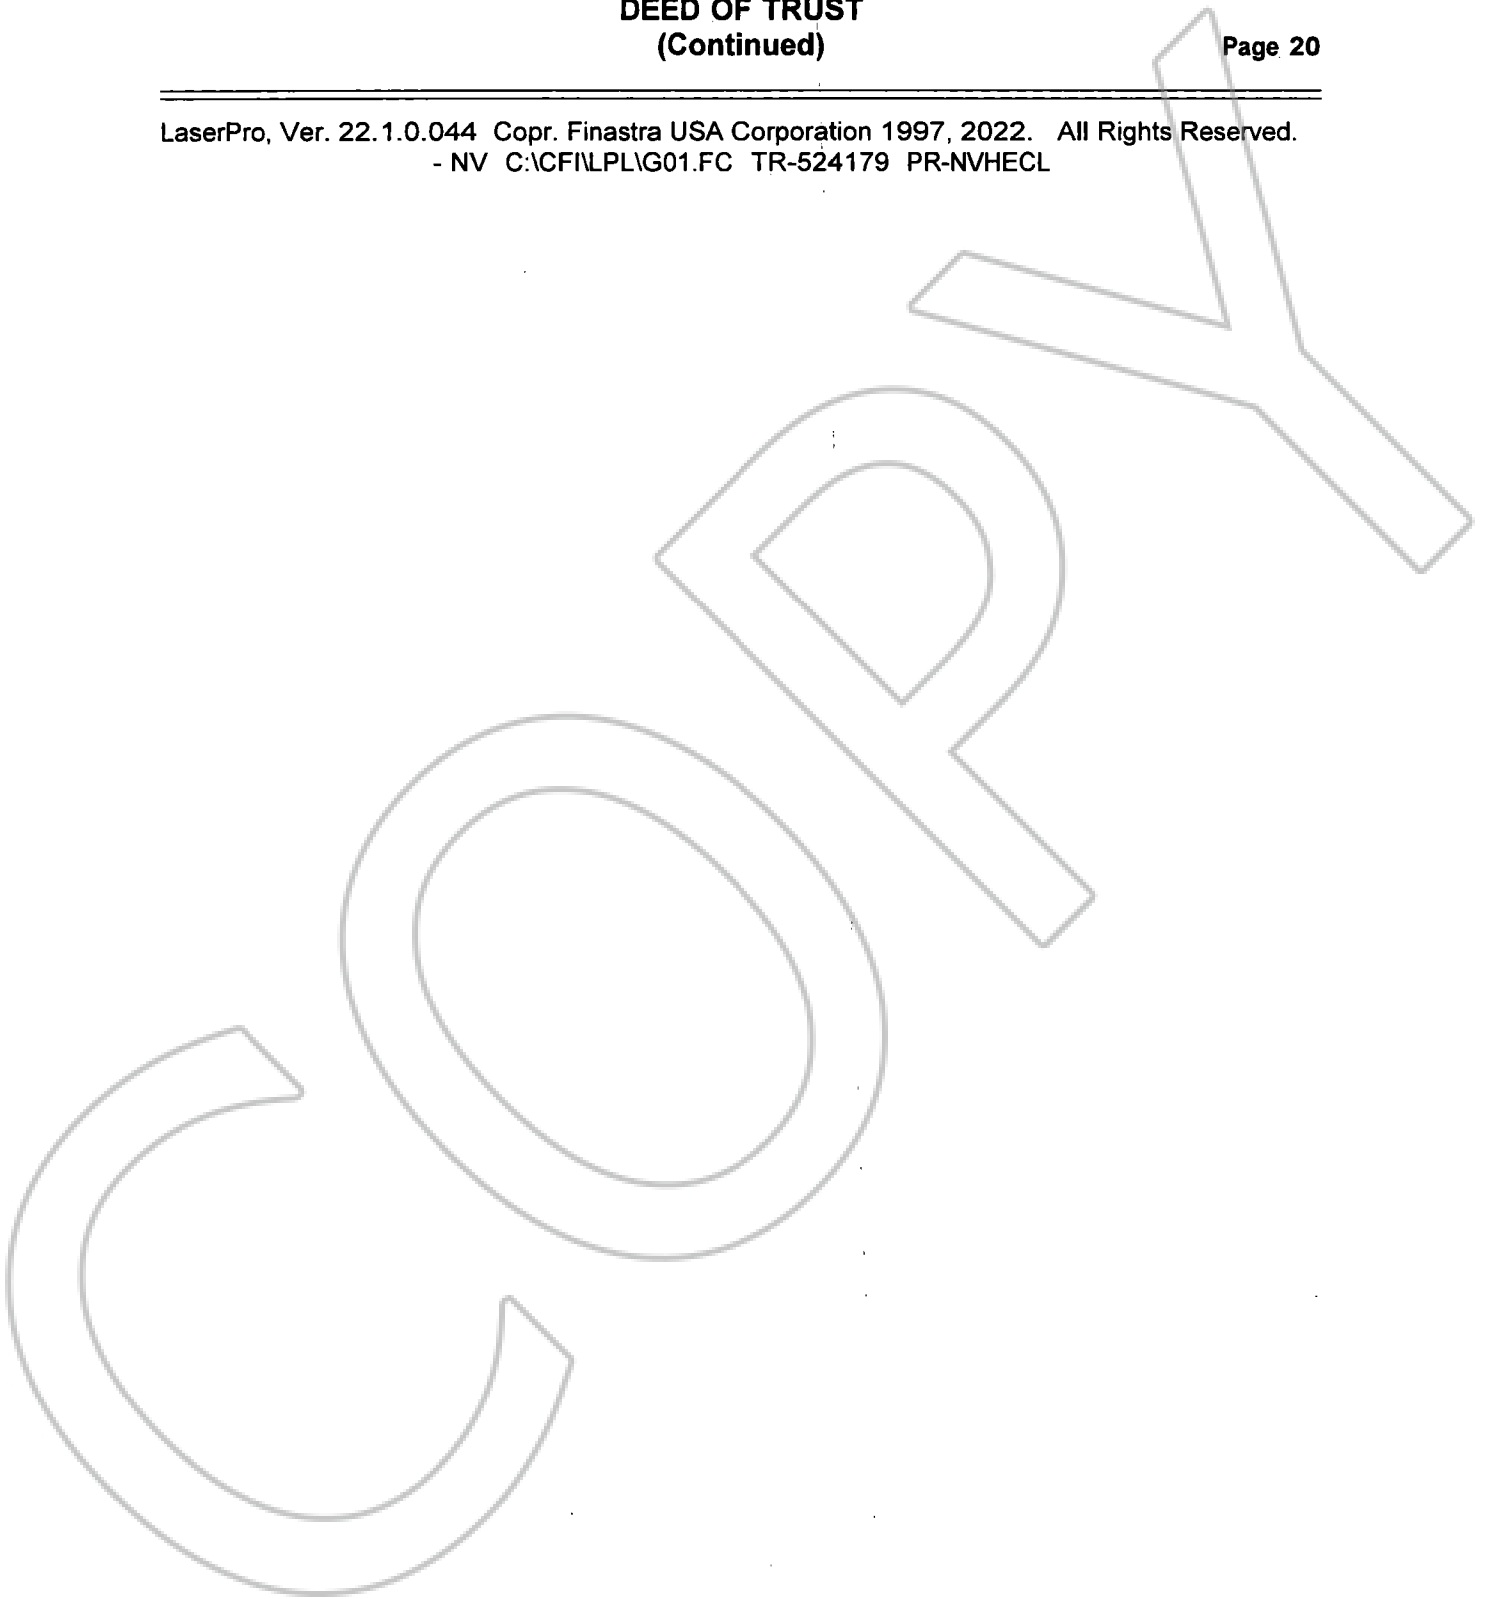 DEED OF TRUST
(Continued)
Page 20
LaserPro, Ver. 22.1.0.044 Copr. Finastra USA Corporation 1997, 2022. All Rights Reserved.
- NV C:\CFI\LPL\G01.FC TR-524179 PR-NVHECL
COPY